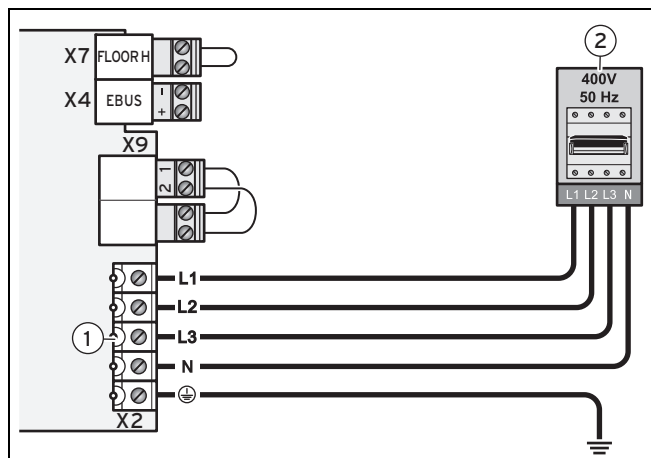 X7 FLOOR H
X4 EBUS - +
X9
1
2
2
400V
50 Hz
L1 L2 L3 N
L1
L2
L3
N
1
X2